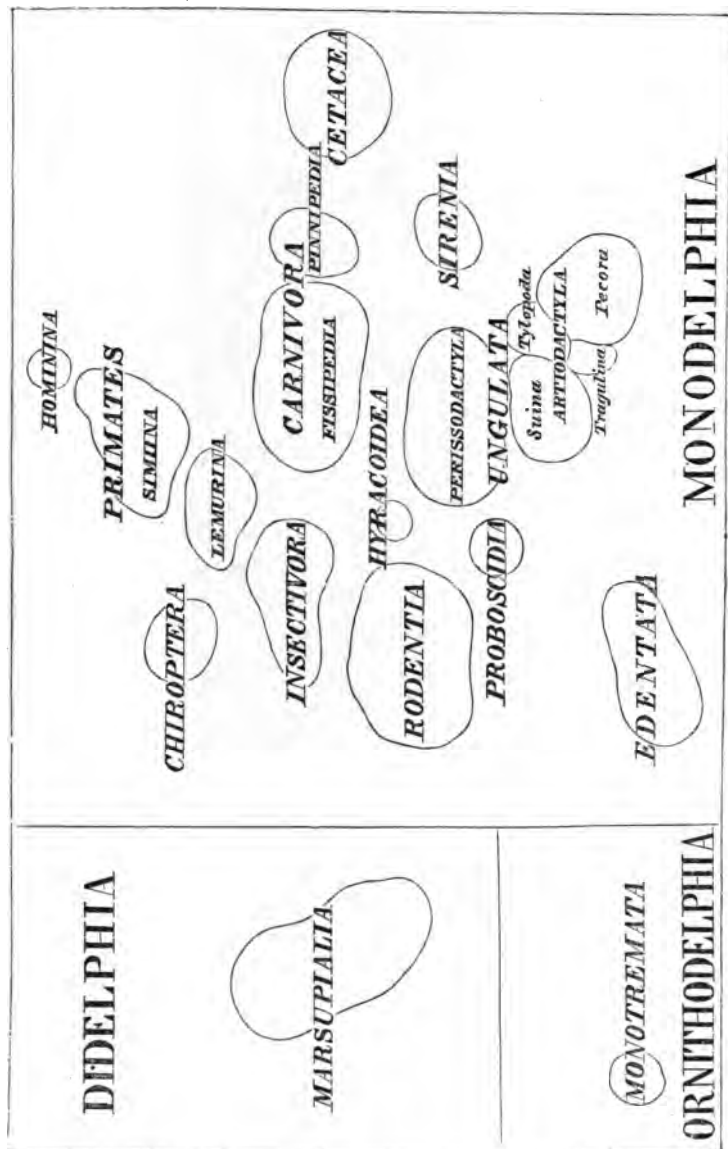 DIDELPHIA
MARSUPIALIA
MONOTREMATA
ORNITHODELPHIA
HOMININA
PRIMATES
SIMIINA
LEMURINA
CHIROPTERA
INSECTIVORA
CARNIVORA
FISSIPEDIA
PINNIPEDIA
CETACEA
SIRENIA
HYRACOIDEA
RODENTIA
PROBOSCIDIA
PERISSODACTYLA
UNGULATA
Suina
Tylopoda
ARTIODACTYLA
Tragulina
Pecora
EDENTATA
MONODELPHIA